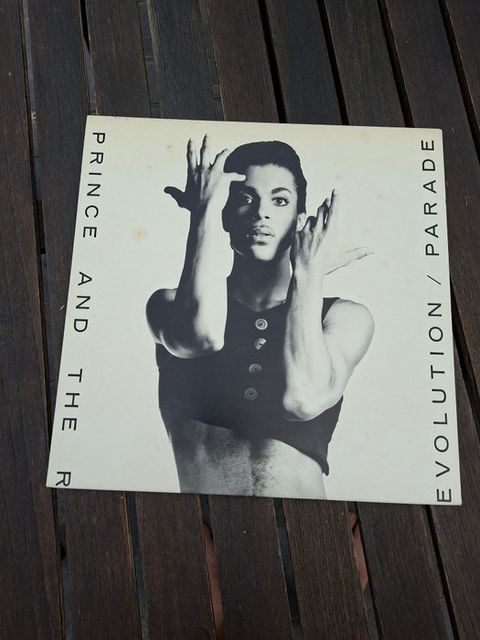 PRINCE AND THE R
EVOLUTION / PARADE